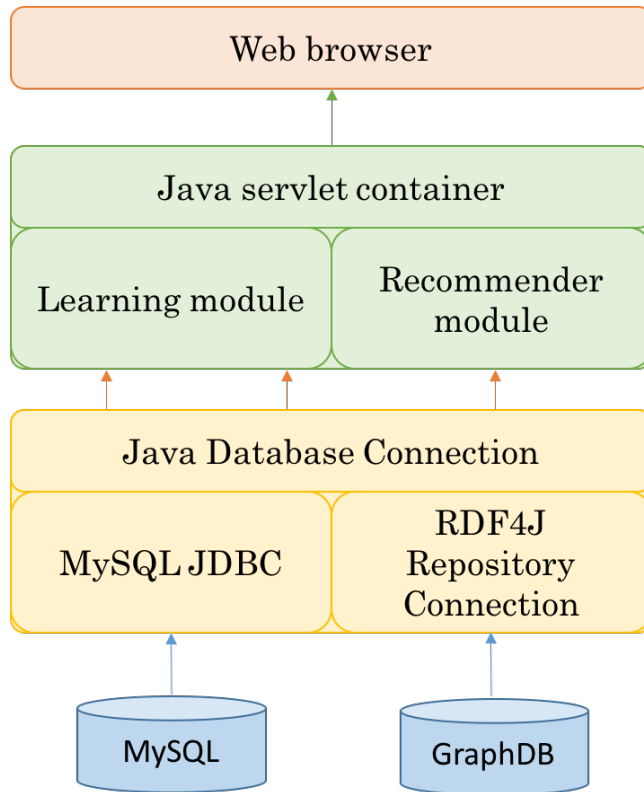 Web browser
Java servlet container
Learning module
Recommender
module
Java Database Connection
MySQL JDBC
RDF4J
Repository
Connection
MySQL
GraphDB